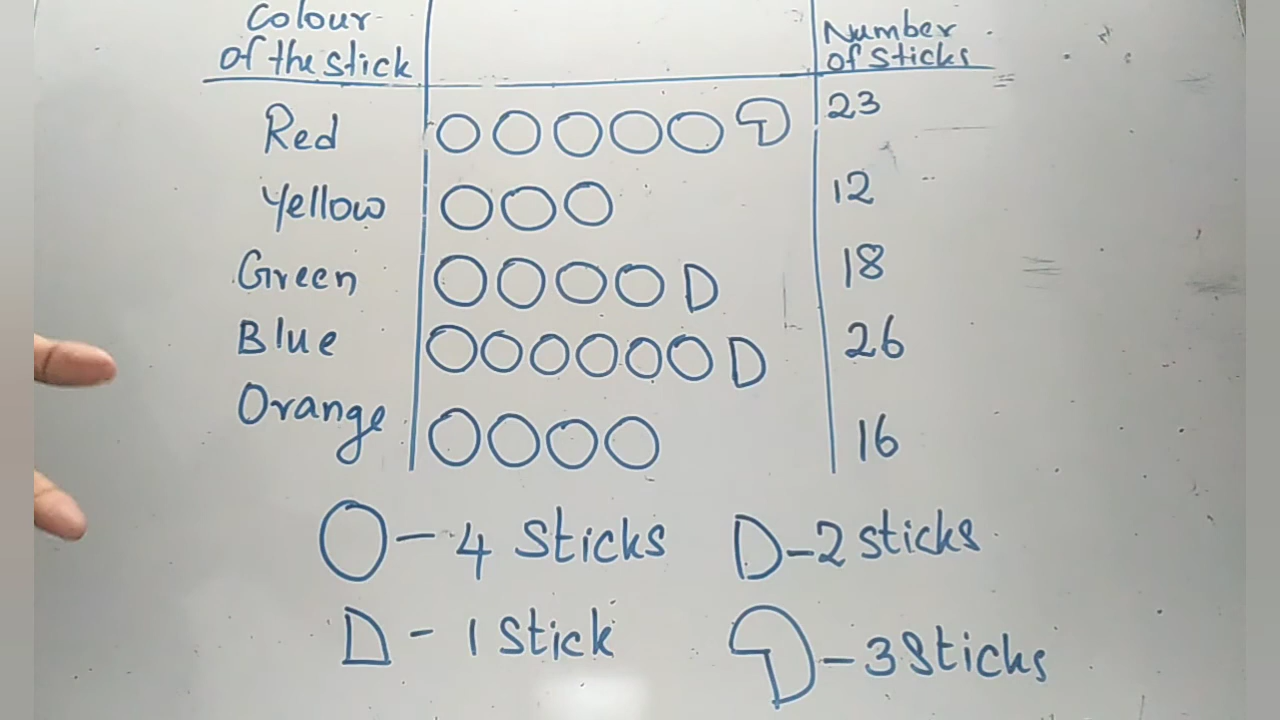 Colour
of the stick
Number
of Sticks
Red 23
Yellow 12
Green 18
Blue 26
Orange 16
- 4 Sticks - 2 sticks
- 1 Stick - 3 Sticks